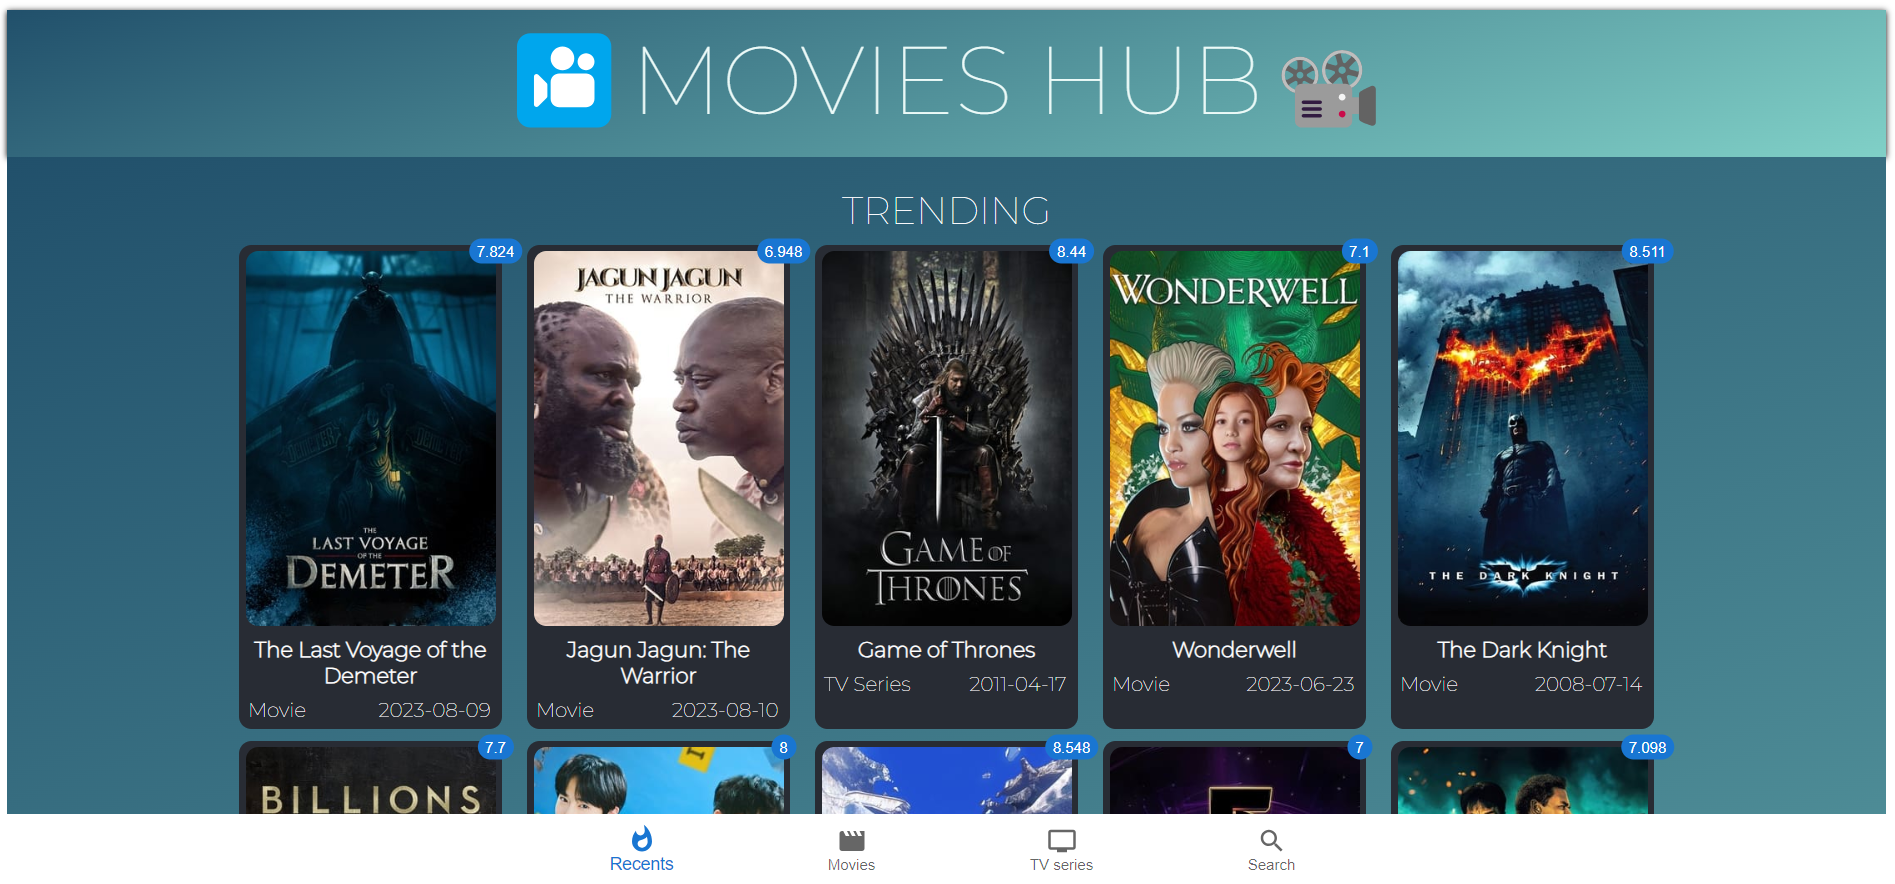 MOVIES HUB
TRENDING
7.824
6.948
8.44
7.1
8.511
THE
LAST VOYAGE
OF THE
DEMETER
JAGUN JAGUN
THE WARRIOR
GAME OF
THRONES
WONDERWELL
THE DARK KNIGHT
The Last Voyage of the
Demeter
Movie 2023-08-09
Jagun Jagun: The
Warrior
Movie 2023-08-10
Game of Thrones
TV Series 2011-04-17
Wonderwell
Movie 2023-06-23
The Dark Knight
Movie 2008-07-14
7.7
8
8.548
7
7.098
BILLIONS
Recents
Movies
TV series
Search